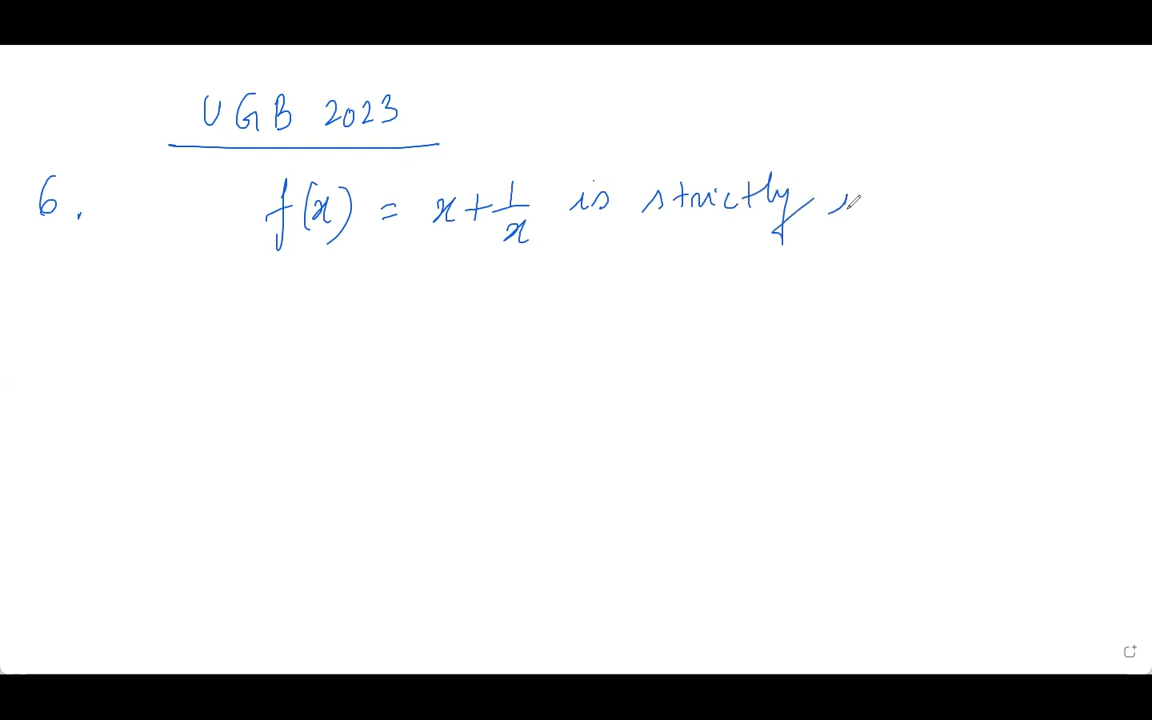 UGB 2023
6. f(x) = x + 1/x is strictly